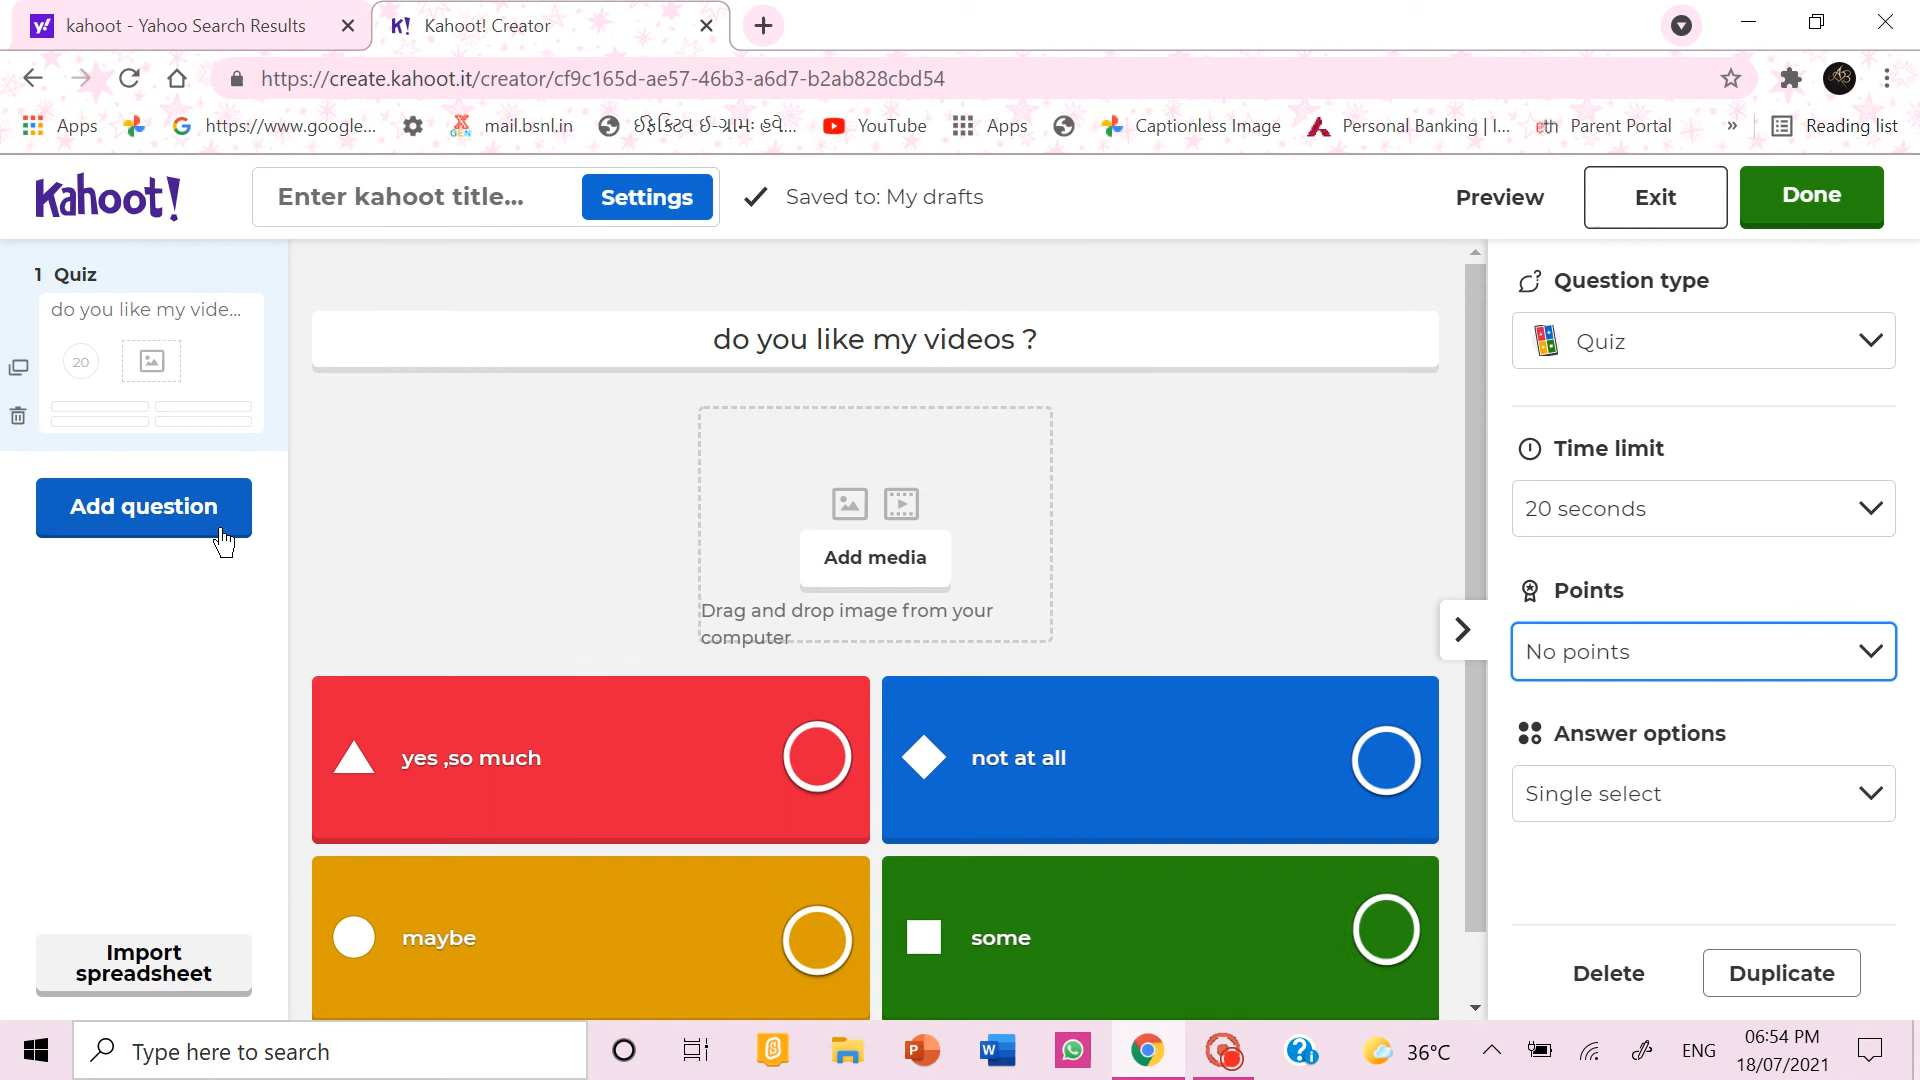 kahoot - Yahoo Search Results
K! Kahoot! Creator
https://create.kahoot.it/creator/cf9c165d-ae57-46b3-a6d7-b2ab828cbd54
Apps
https://www.google...
mail.bsnl.in
YouTube
Apps
Captionless Image
Personal Banking | I...
eth Parent Portal
»
Reading list
Kahoot!
Enter kahoot title...
Settings
Saved to: My drafts
Preview
Exit
Done
1 Quiz
do you like my vide...
20
Add question
Import
spreadsheet
do you like my videos ?
Add media
Drag and drop image from your
computer
yes ,so much
not at all
maybe
some
Question type
Quiz
Time limit
20 seconds
Points
No points
Answer options
Single select
Delete
Duplicate
Type here to search
36°C
ENG
06:54 PM
18/07/2021